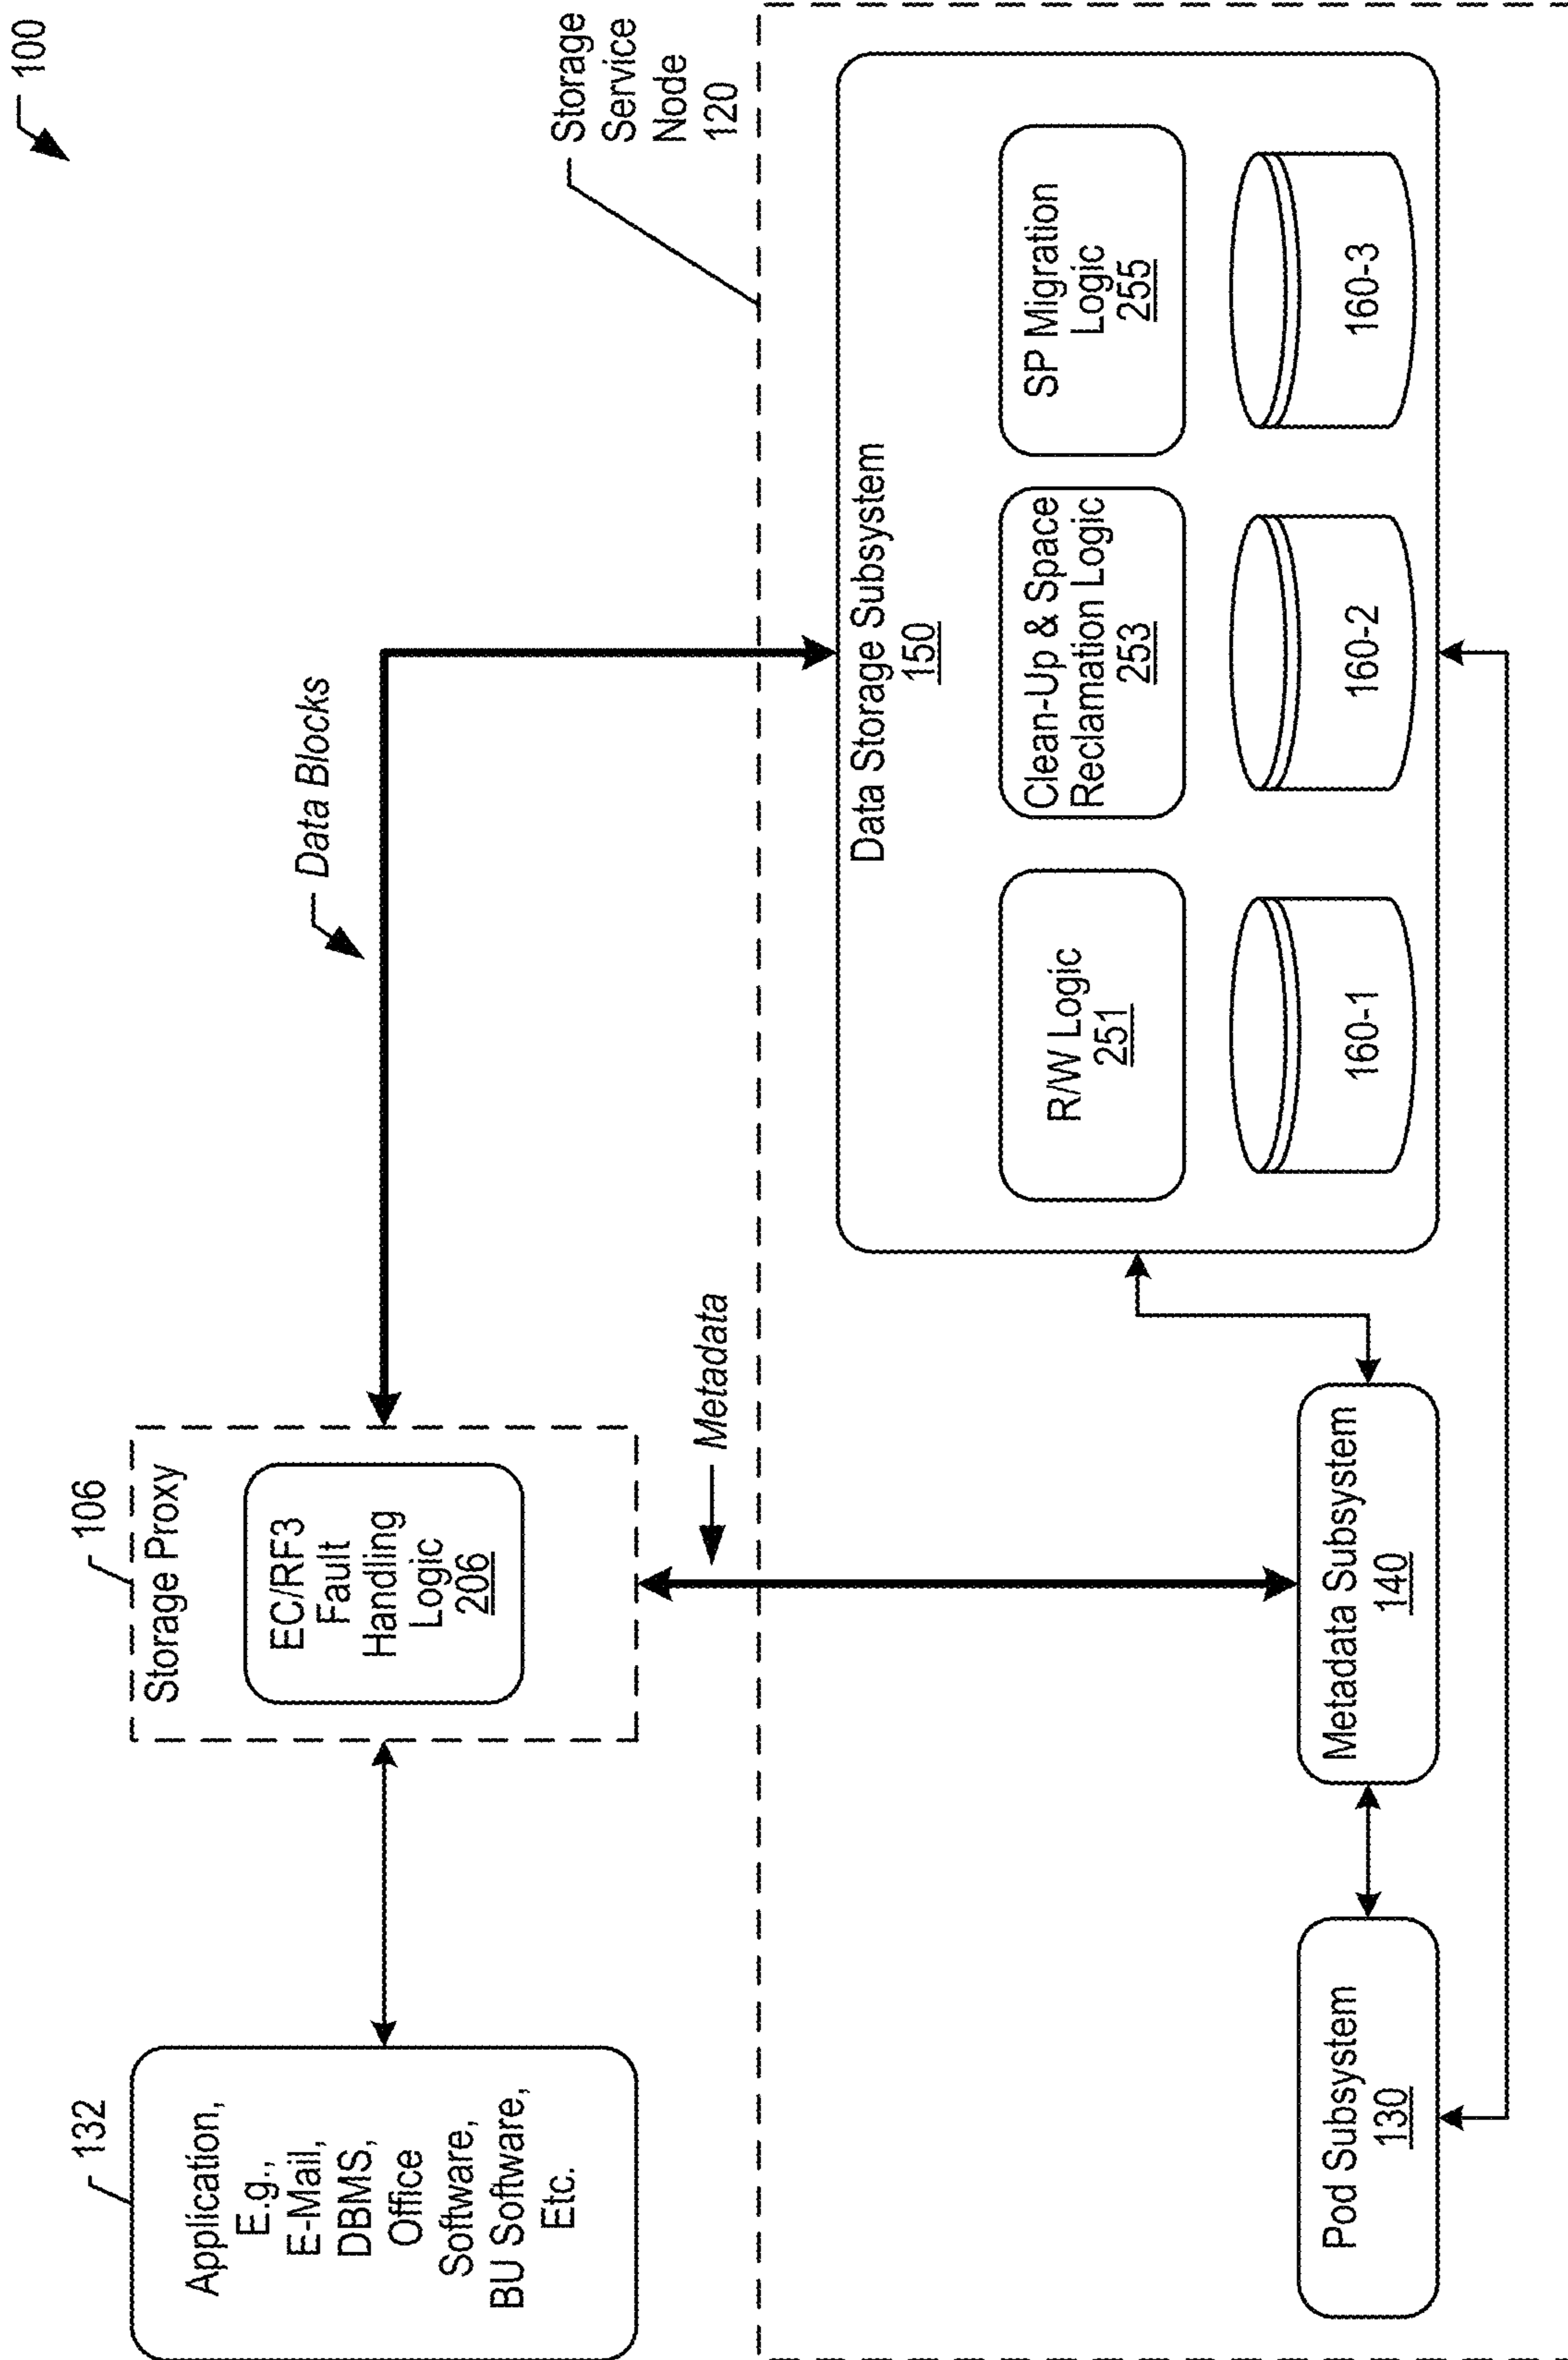 100
132
Application,
E.g.,
E-Mail,
DBMS,
Office
Software,
BU Software,
Etc.
106
Storage Proxy
EC/RF3
Fault
Handling
Logic
206
Data Blocks
Metadata
Storage
Service
Node
120
Pod Subsystem
130
Metadata Subsystem
140
Data Storage Subsystem
150
R/W Logic
251
Clean-Up & Space
Reclamation Logic
253
SP Migration
Logic
255
160-1
160-2
160-3